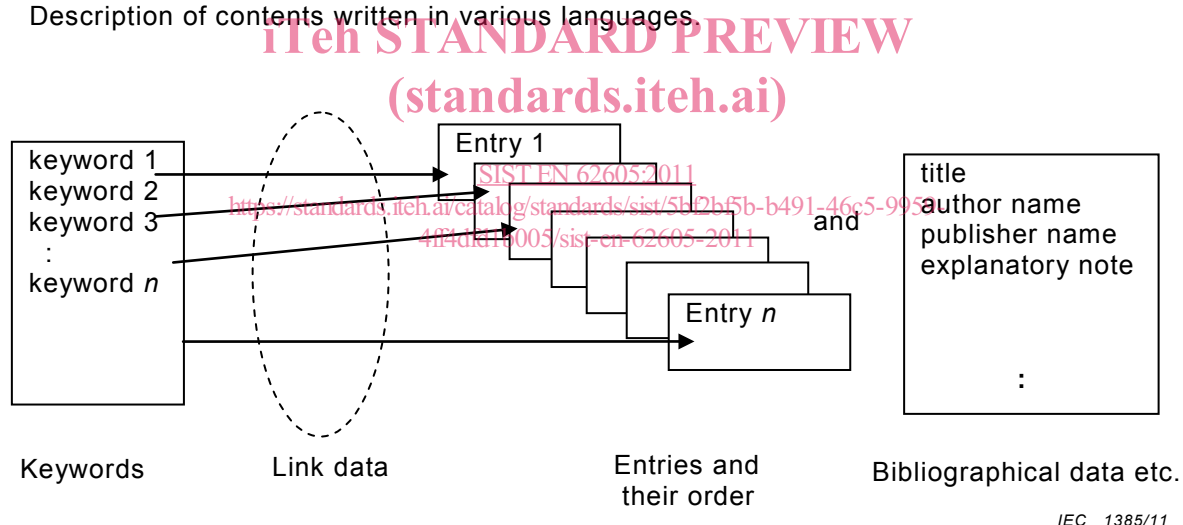 Description of contents written in various languages.
iTeh STANDARD PREVIEW
(standards.iteh.ai)
keyword 1
keyword 2
keyword 3
:
keyword n
Entry 1
SIST EN 62605:2011
https://standards.iteh.ai/catalog/standards/sist/5bf2bf5b-b491-46c5-9959-
4ff4dfd1b005/sist-en-62605-2011
Entry n
and
title
author name
publisher name
explanatory note
:
Keywords
Link data
Entries and
their order
Bibliographical data etc.
IEC 1385/11